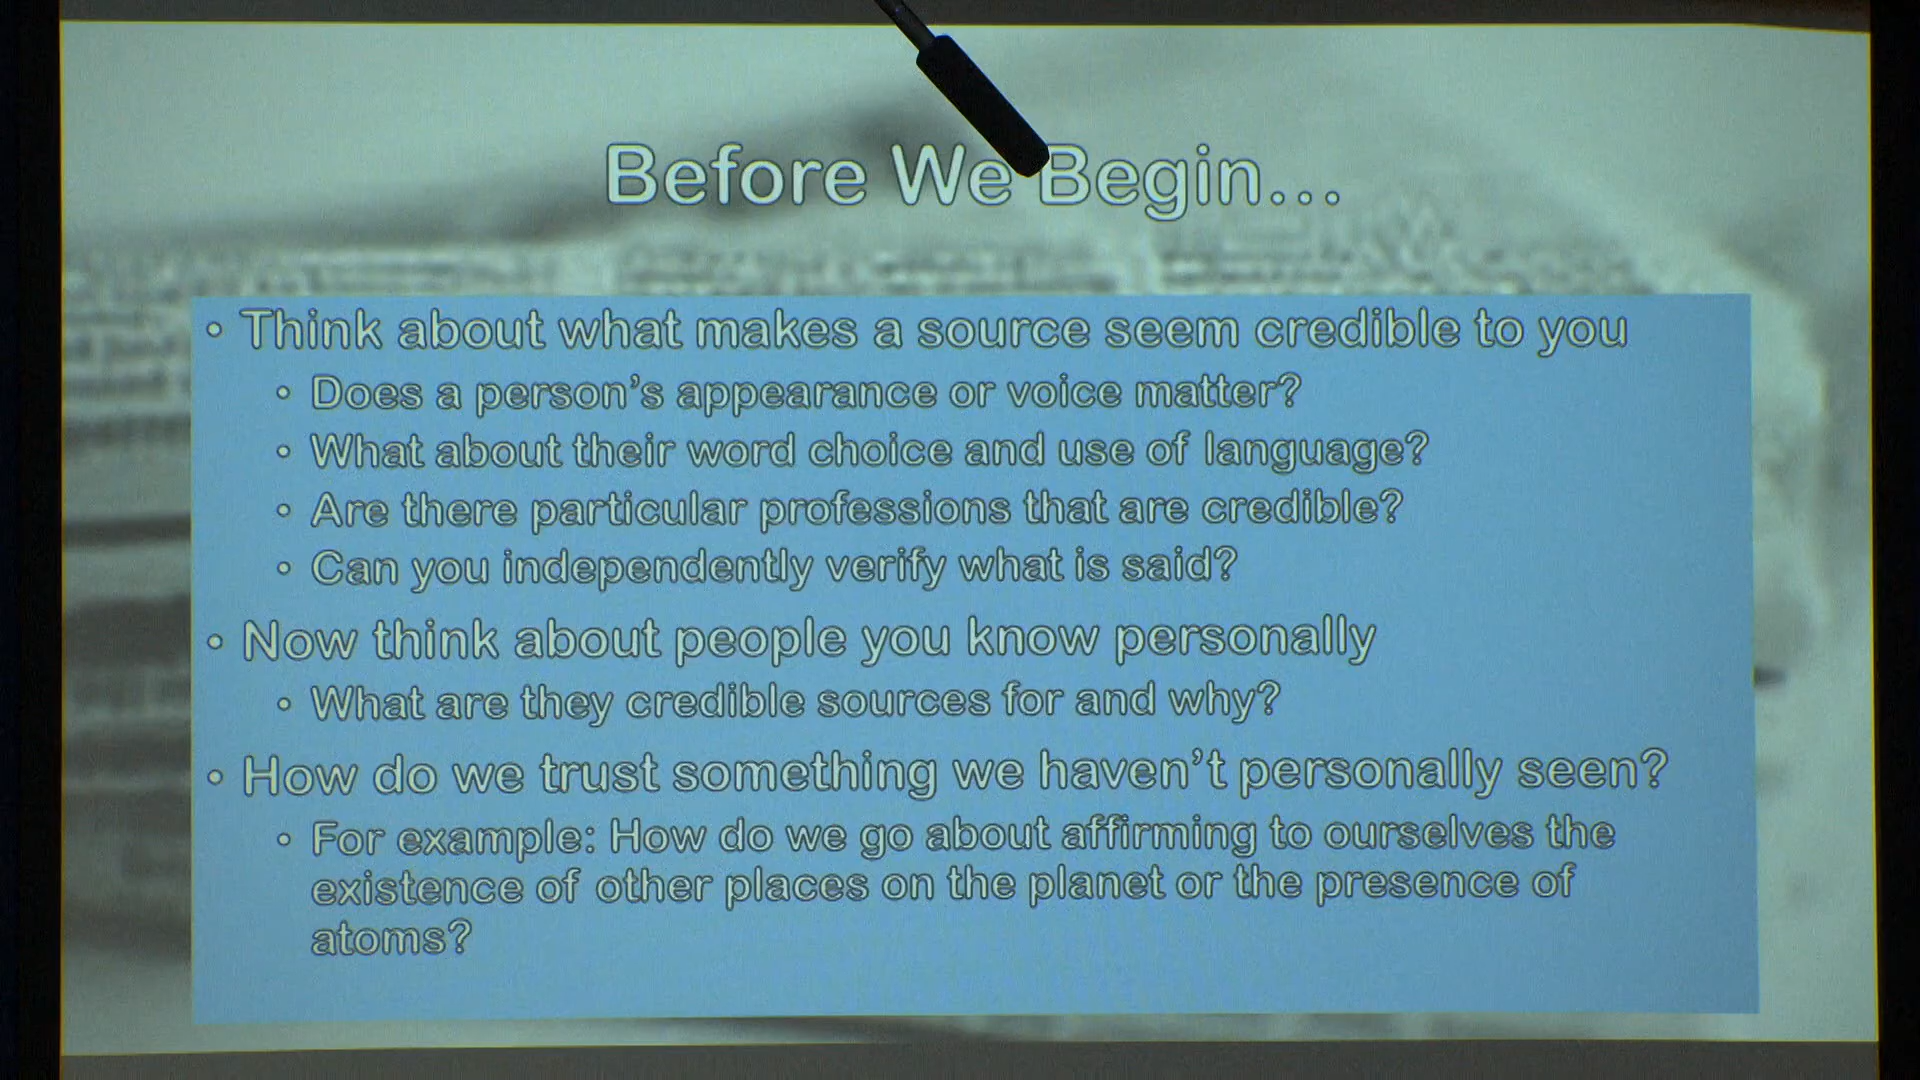 Before We Begin...
• Think about what makes a source seem credible to you
• Does a person's appearance or voice matter?
• What about their word choice and use of language?
• Are there particular professions that are credible?
• Can you independently verify what is said?
• Now think about people you know personally
• What are they credible sources for and why?
• How do we trust something we haven't personally seen?
• For example: How do we go about affirming to ourselves the
existence of other places on the planet or the presence of
atoms?